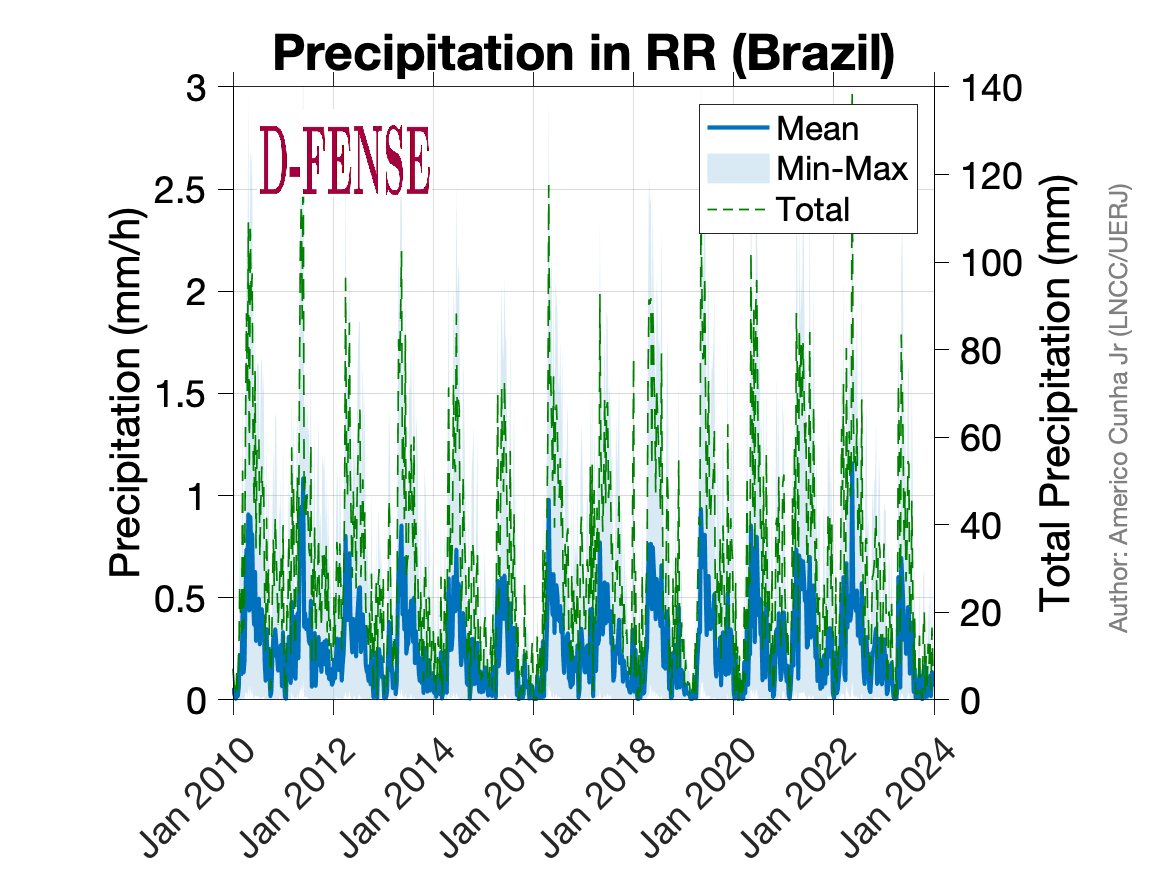 Precipitation in RR (Brazil)
D-FENSE
Mean
Min-Max
Total
Precipitation (mm/h)
3
2.5
2
1.5
1
0.5
0
140
120
100
80
60
40
20
0
Total Precipitation (mm)
Author: Americo Cunha Jr (LNCC/UERJ)
Jan 2010
Jan 2012
Jan 2014
Jan 2016
Jan 2018
Jan 2020
Jan 2022
Jan 2024